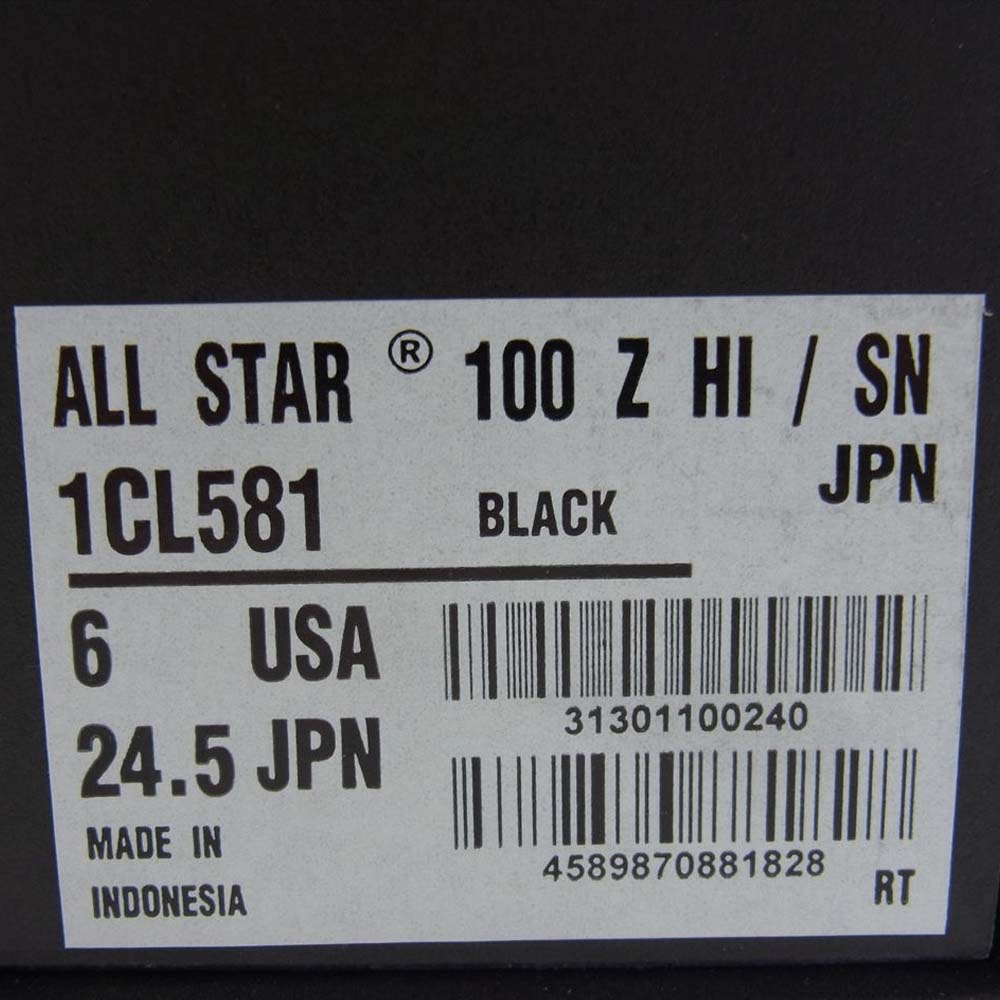 ALL STAR ® 100 Z HI / SN
JPN
1CL581 BLACK
6 USA
31301100240
24.5 JPN
4589870881828
MADE IN
INDONESIA
RT